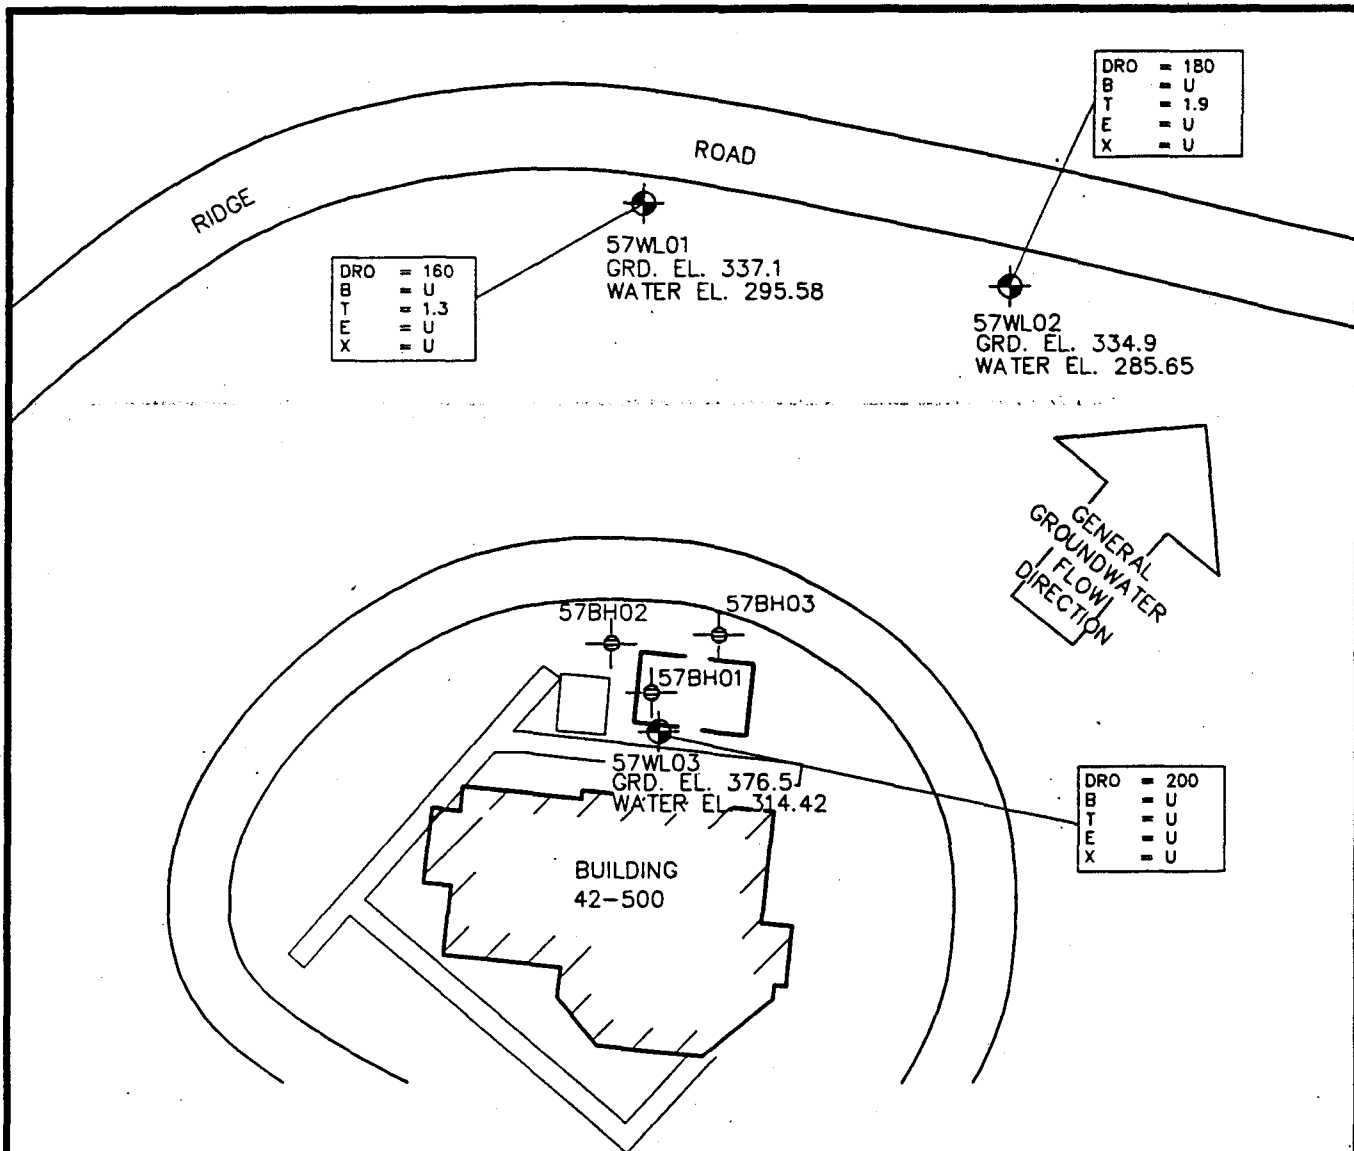 DRO = 180
B = U
T = 1.9
E = U
X = U
ROAD
RIDGE
57WL01
GRD. EL. 337.1
WATER EL. 295.58
DRO = 160
B = U
T = 1.3
E = U
X = U
57WL02
GRD. EL. 334.9
WATER EL. 285.65
GENERAL
GROUNDWATER
FLOW
DIRECTION
57BH02
57BH03
57BH01
57WL03
GRD. EL. 376.5
WATER EL. 314.42
DRO = 200
B = U
T = U
E = U
X = U
BUILDING
42-500